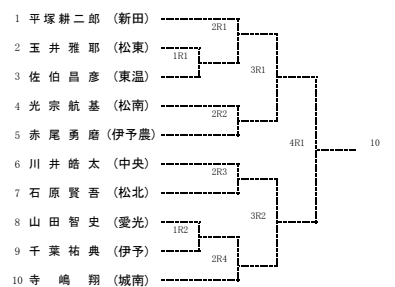 1 平塚耕二郎 （新田）
2 玉井雅耶 （松東）
3 佐伯昌彦 （東温）
4 光宗航基 （松南）
5 赤尾勇磨 （伊予農）
6 川井皓太 （中央）
7 石原賢吾 （松北）
8 山田智史 （愛光）
9 千葉祐典 （伊予）
10 寺嶋翔 （城南）
1R1
1R2
2R1
2R2
2R3
2R4
3R1
3R2
4R1
10